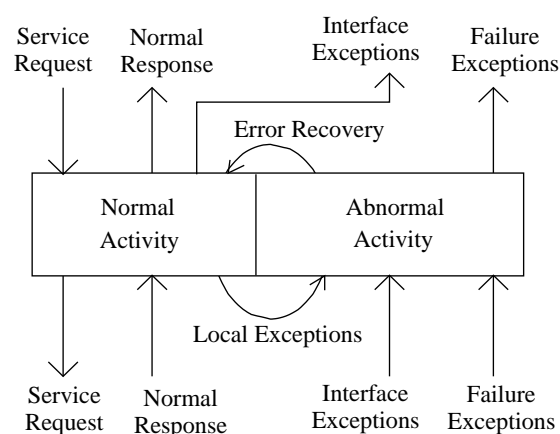 Service
Request
Normal
Response
Interface
Exceptions
Failure
Exceptions
Error Recovery
Normal
Activity
Abnormal
Activity
Local Exceptions
Service
Request
Normal
Response
Interface
Exceptions
Failure
Exceptions